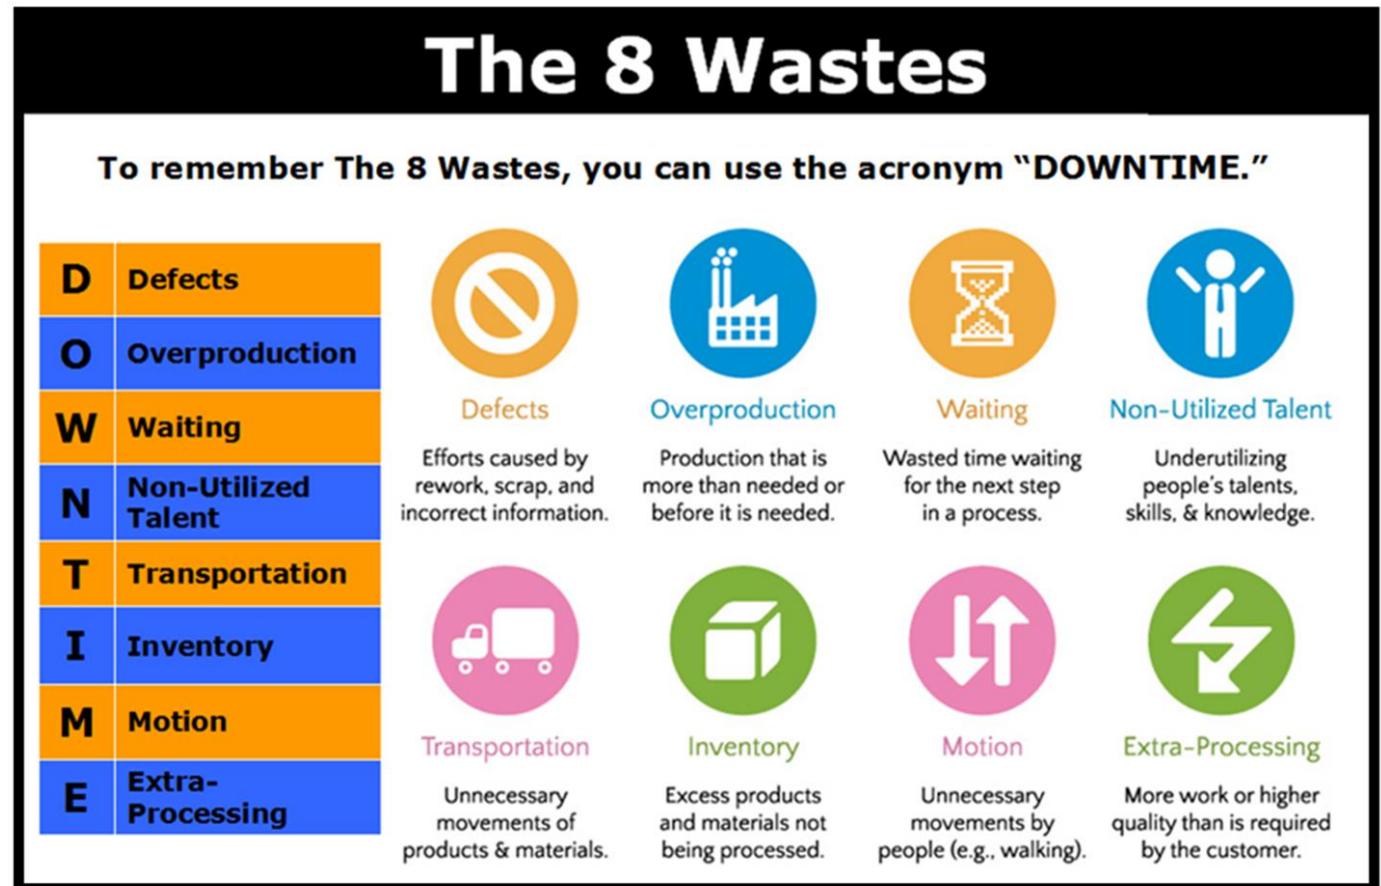 The 8 Wastes
To remember The 8 Wastes, you can use the acronym “DOWNTIME.”
D Defects
O Overproduction
W Waiting
N Non-Utilized
Talent
T Transportation
I Inventory
M Motion
E Extra-
Processing
Defects
Efforts caused by
rework, scrap, and
incorrect information.
Overproduction
Production that is
more than needed or
before it is needed.
Waiting
Wasted time waiting
for the next step
in a process.
Non-Utilized Talent
Underutilizing
people's talents,
skills, & knowledge.
Transportation
Unnecessary
movements of
products & materials.
Inventory
Excess products
and materials not
being processed.
Motion
Unnecessary
movements by
people (e.g., walking).
Extra-Processing
More work or higher
quality than is required
by the customer.